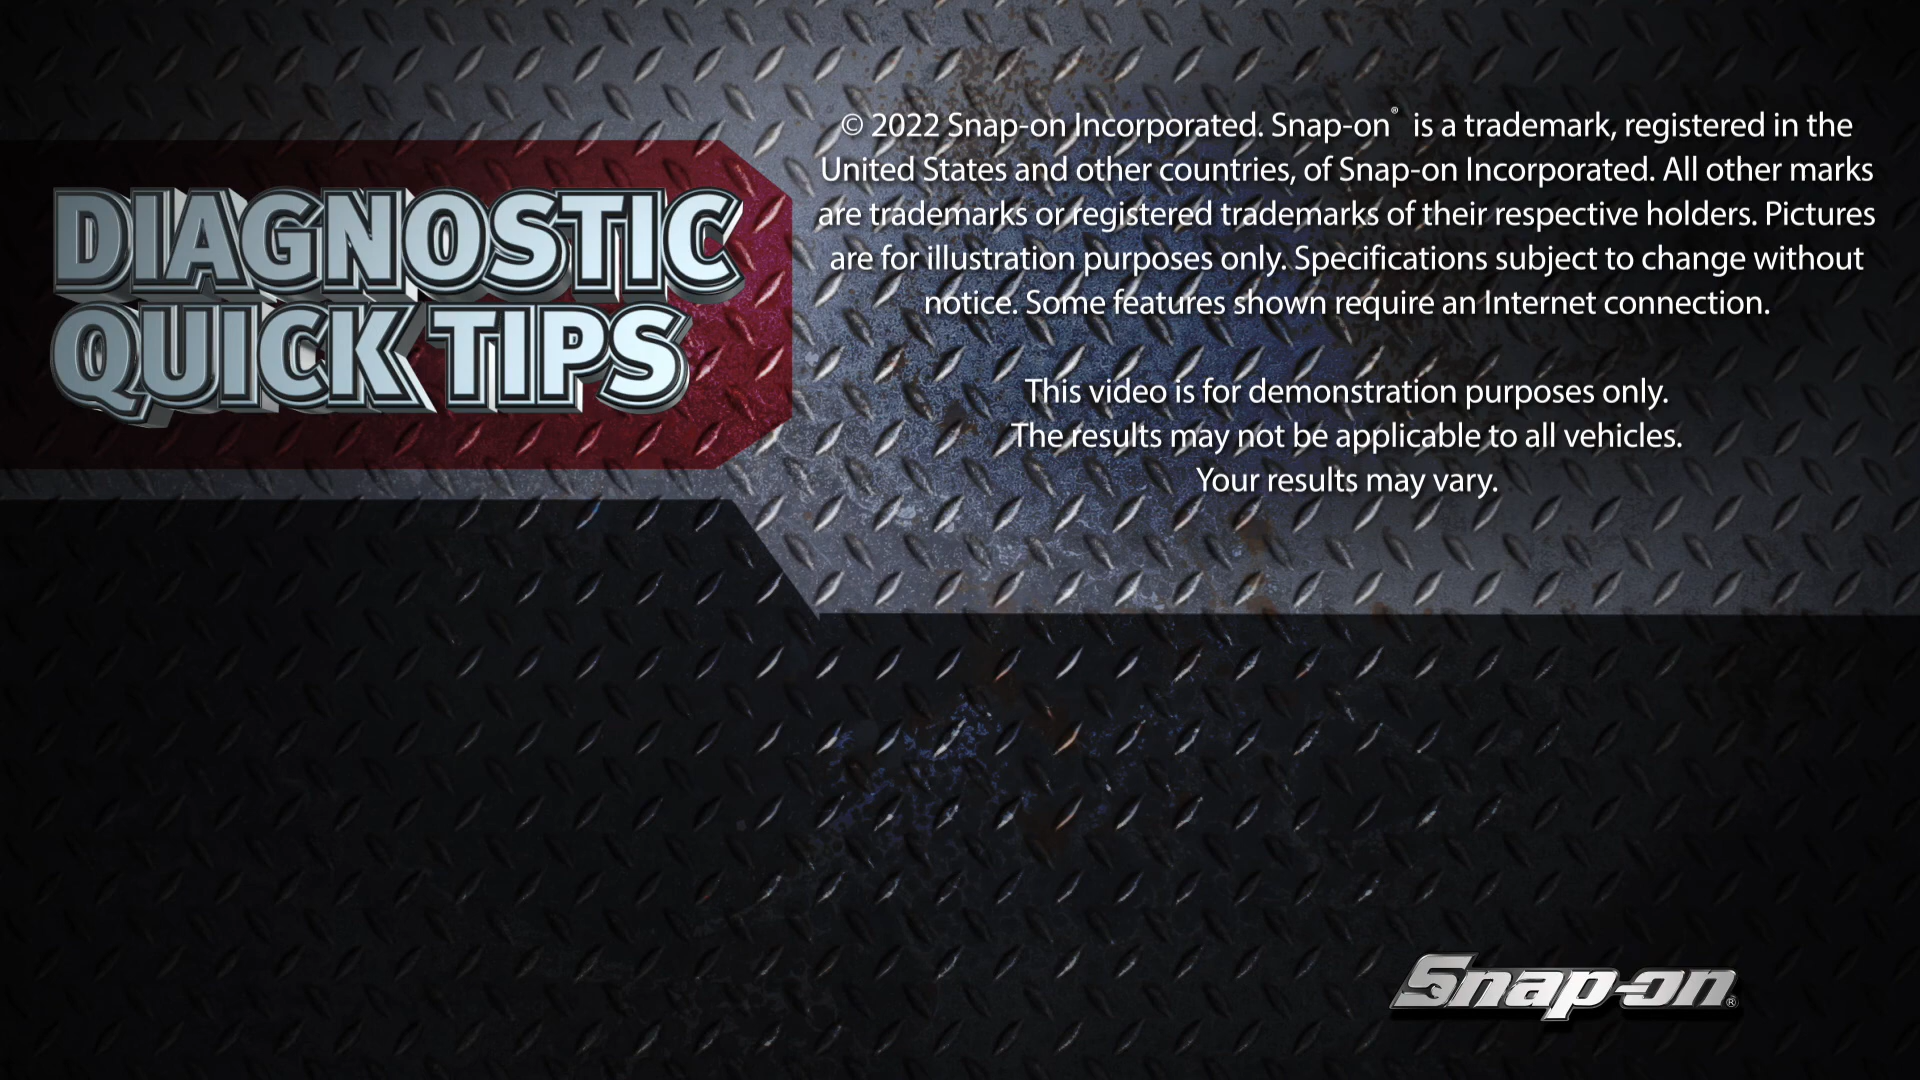 DIAGNOSTIC
QUICK TIPS
© 2022 Snap-on Incorporated. Snap-on® is a trademark, registered in the
United States and other countries, of Snap-on Incorporated. All other marks
are trademarks or registered trademarks of their respective holders. Pictures
are for illustration purposes only. Specifications subject to change without
notice. Some features shown require an Internet connection.
This video is for demonstration purposes only.
The results may not be applicable to all vehicles.
Your results may vary.
Snap-on®